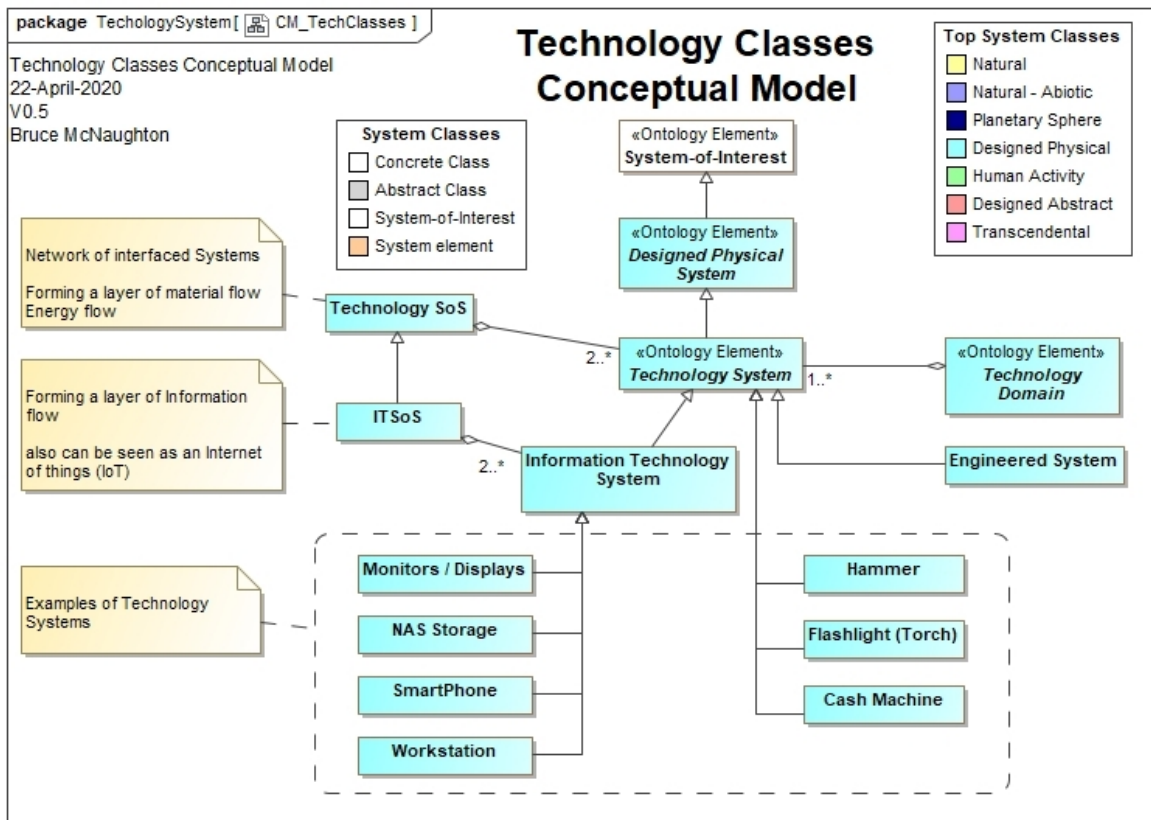 package TechologySystem[ CM_TechClasses ]
Technology Classes Conceptual Model
22-April-2020
V0.5
Bruce McNaughton
Technology Classes
Conceptual Model
Top System Classes
Natural
Natural - Abiotic
Planetary Sphere
Designed Physical
Human Activity
Designed Abstract
Transcendental
System Classes
Concrete Class
Abstract Class
System-of-Interest
System element
«Ontology Element»
System-of-Interest
«Ontology Element»
Designed Physical
System
Network of interfaced Systems
Forming a layer of material flow
Energy flow
Technology SoS
2..*
«Ontology Element»
Technology System
1..*
«Ontology Element»
Technology
Domain
Forming a layer of Information
flow
also can be seen as an Internet
of things (IoT)
ITSoS
2..*
Information Technology
System
Engineered System
Examples of Technology
Systems
Monitors / Displays
NAS Storage
SmartPhone
Workstation
Hammer
Flashlight (Torch)
Cash Machine